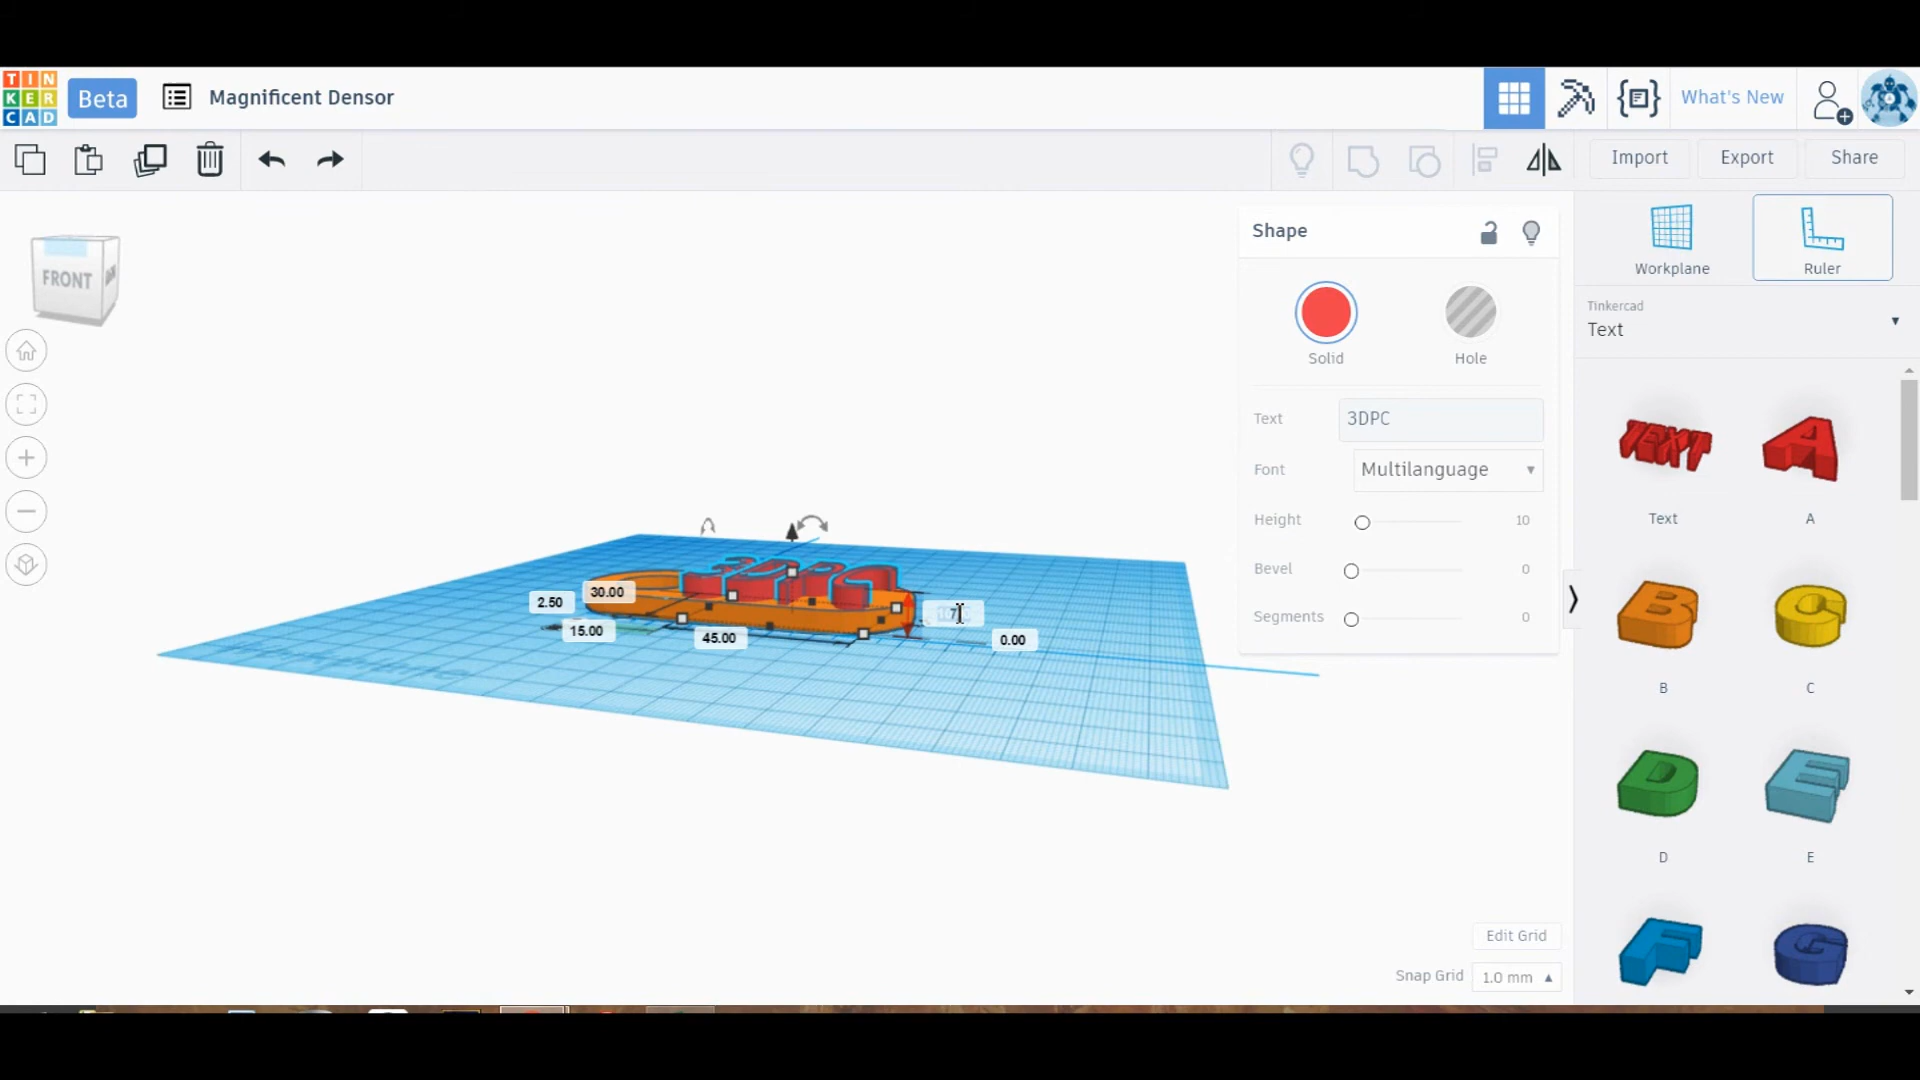 TIN
KER
CAD
Beta
Magnificent Densor
What's New
Import
Export
Share
FRONT
Shape
Solid
Hole
Text
3DPC
Font
Multilanguage
Height
10
Bevel
0
Segments
0
Workplane
Ruler
Tinkercad
Text
TEXT
Text
A
A
B
B
C
C
D
D
E
E
F
G
3DPC
2.50
30.00
15.00
45.00
0.00
Edit Grid
Snap Grid
1.0 mm